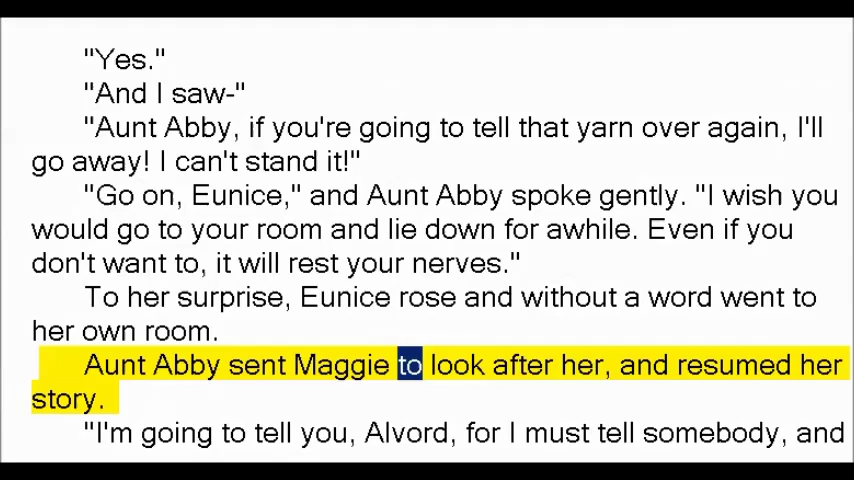 "Yes."
"And I saw-"
"Aunt Abby, if you're going to tell that yarn over again, I'll
go away! I can't stand it!"
"Go on, Eunice," and Aunt Abby spoke gently. "I wish you
would go to your room and lie down for awhile. Even if you
don't want to, it will rest your nerves."
To her surprise, Eunice rose and without a word went to
her own room.
Aunt Abby sent Maggie to look after her, and resumed her
story.
"I'm going to tell you, Alvord, for I must tell somebody, and